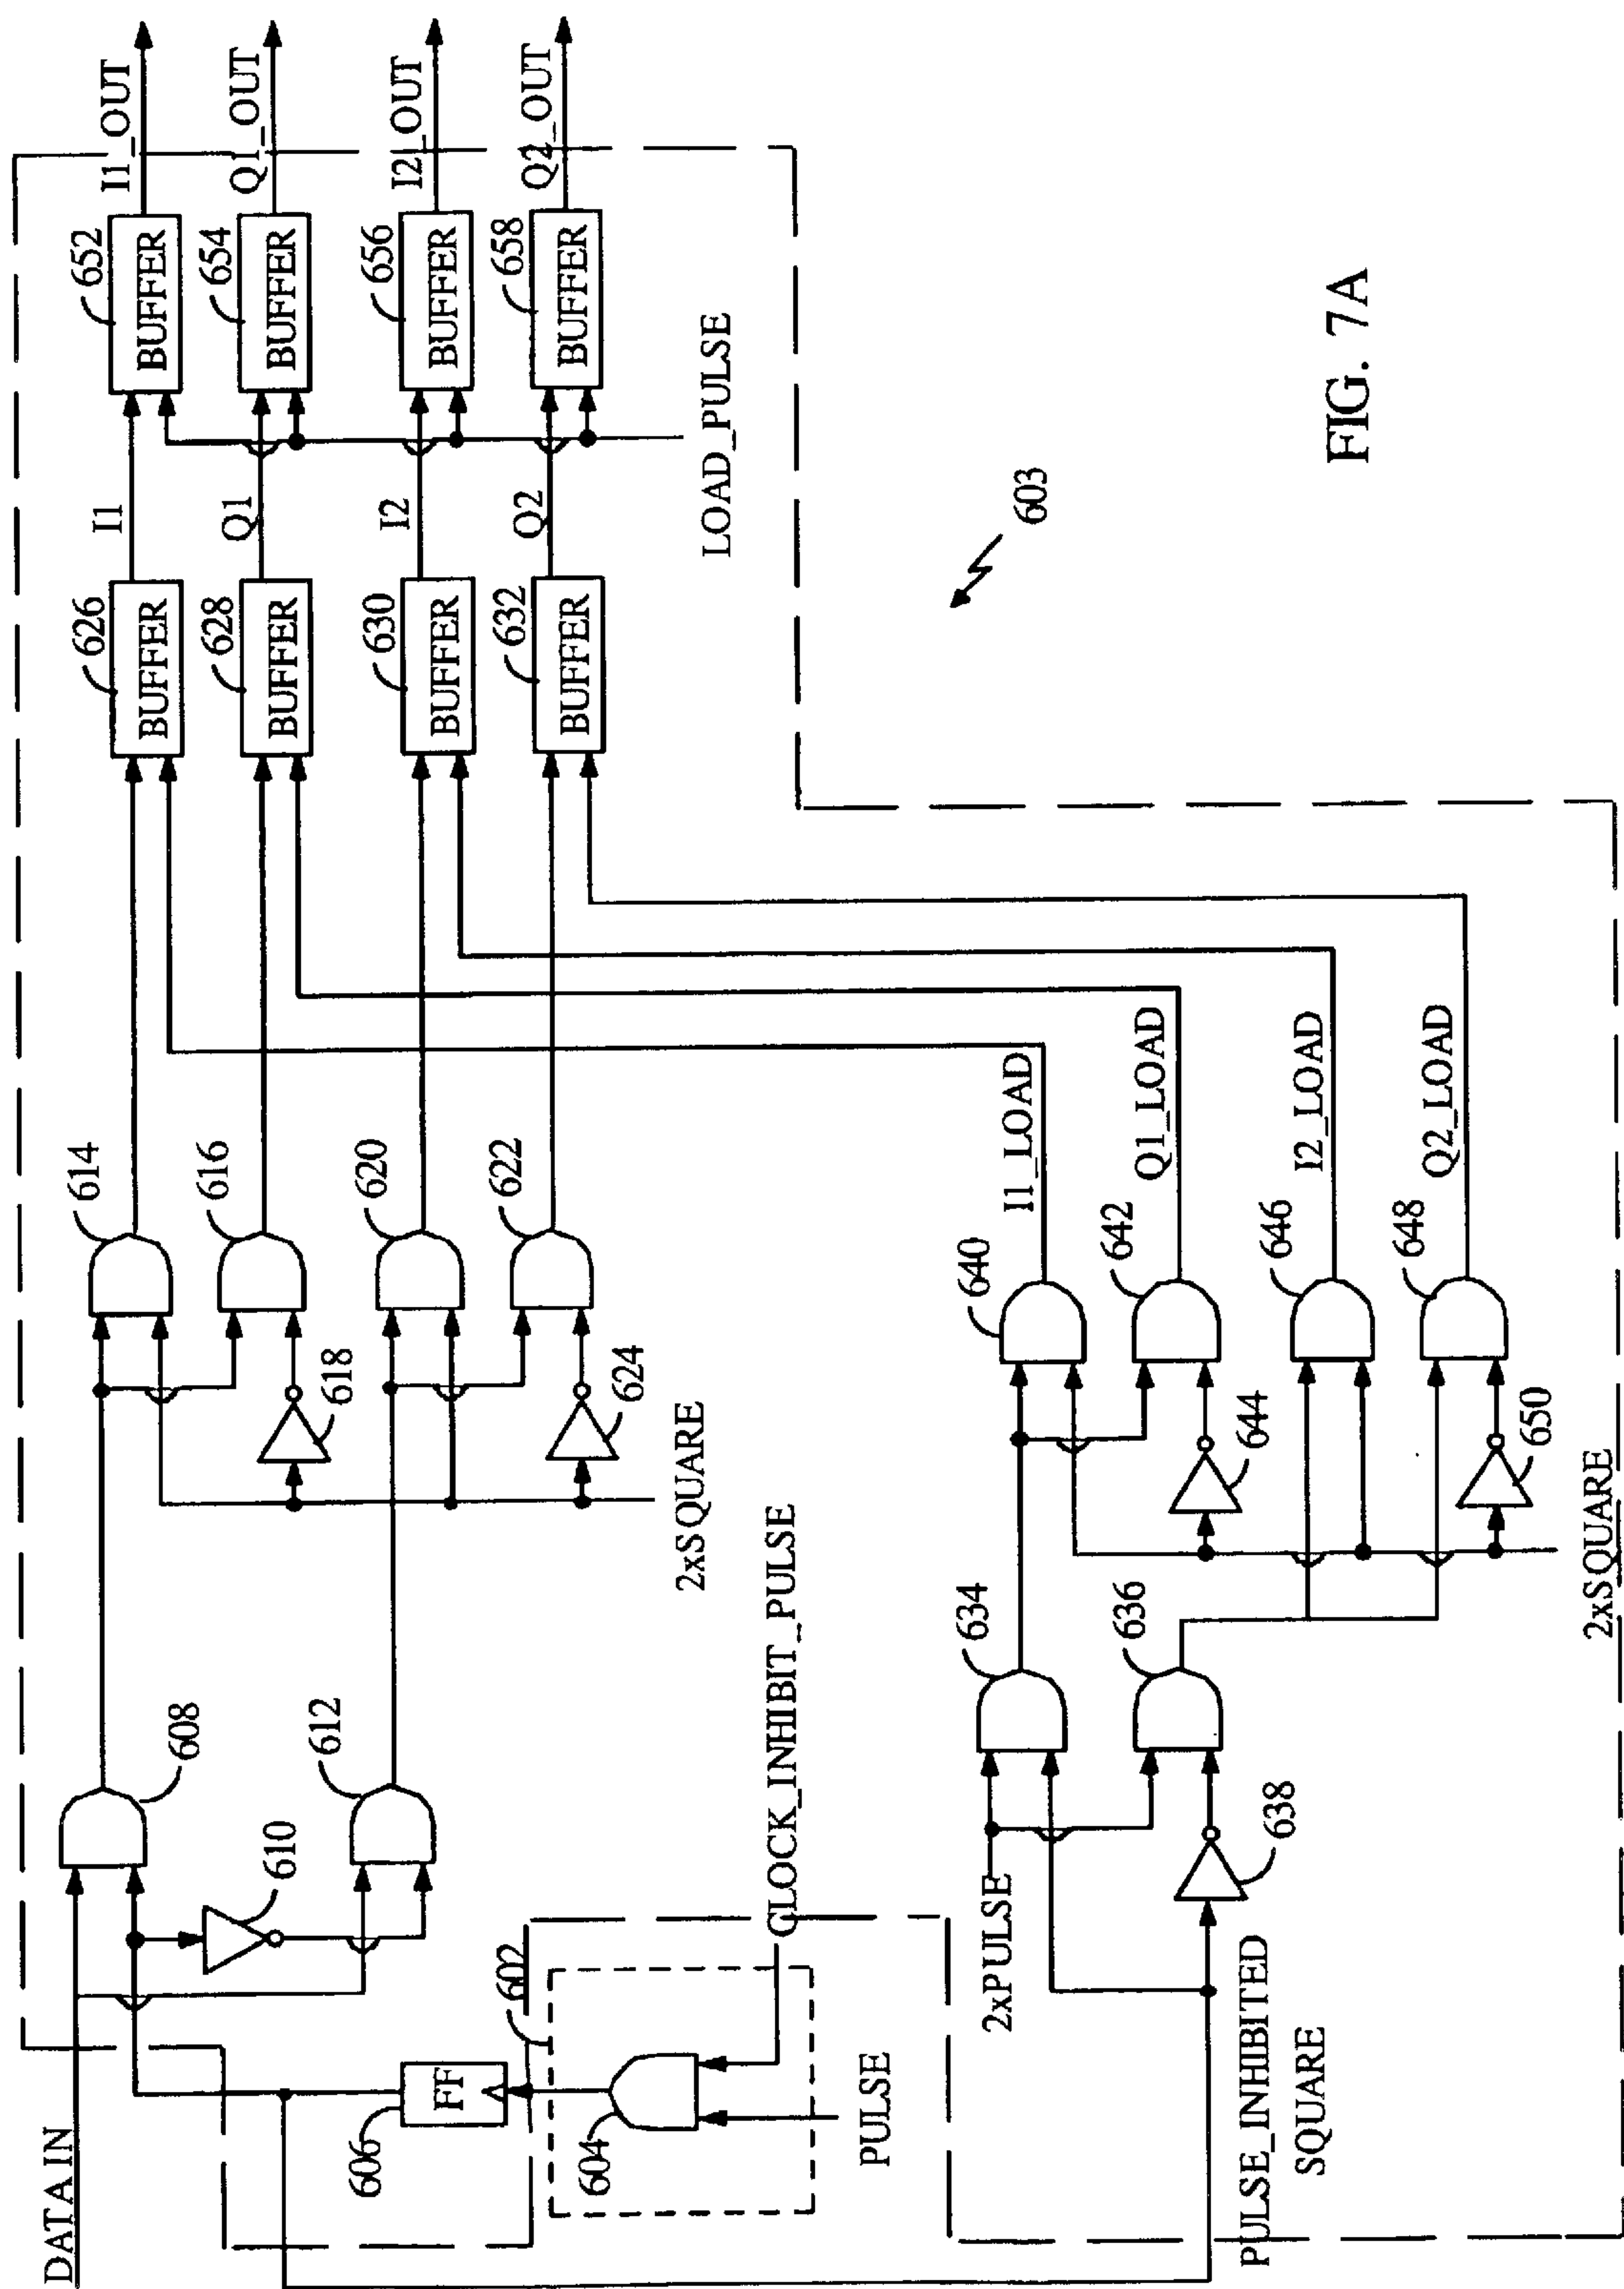 DATA IN
608
610
612
614
616
618
620
622
624
2xSQUARE
626
BUFFER
I1
628
BUFFER
Q1
630
BUFFER
I2
632
BUFFER
Q2
652
BUFFER
I1_OUT
654
BUFFER
Q1_OUT
656
BUFFER
I2_OUT
658
BUFFER
Q2_OUT
LOAD_PULSE
606
FF
602
604
PULSE
CLOCK_INHIBIT_PULSE
2xPULSE
PULSE_INHIBITED
SQUARE
634
636
638
640
I1_LOAD
642
Q1_LOAD
644
646
I2_LOAD
648
Q2_LOAD
650
2xSQUARE
603
FIG. 7A